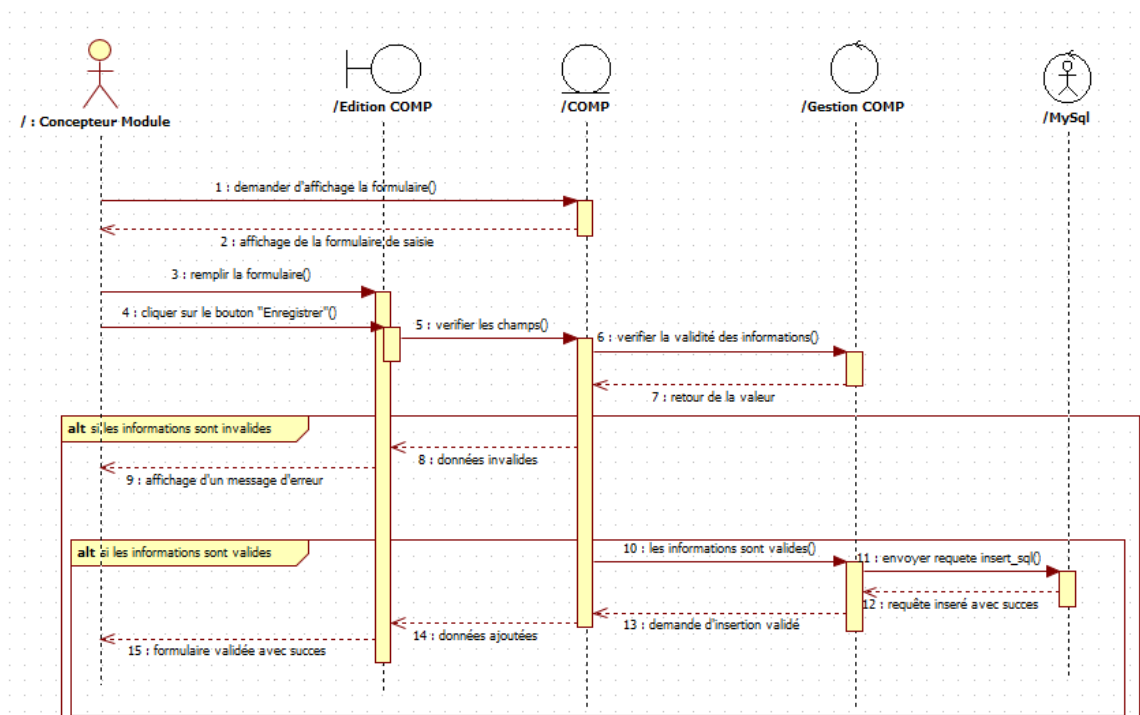 / : Concepteur Module
/Edition COMP
/COMP
/Gestion COMP
/MySql
1 : demander d'affichage la formulaire()
2 : affichage de la formulaire de saisie
3 : remplir la formulaire()
4 : cliquer sur le bouton "Enregistrer"()
5 : verifier les champs()
6 : verifier la validité des informations()
7 : retour de la valeur
alt si les informations sont invalides
8 : données invalides
9 : affichage d'un message d'erreur
alt si les informations sont valides
10 : les informations sont valides()
11 : envoyer requete insert_sql()
12 : requête inseré avec succes
13 : demande d'insertion validé
14 : données ajoutées
15 : formulaire validée avec succes